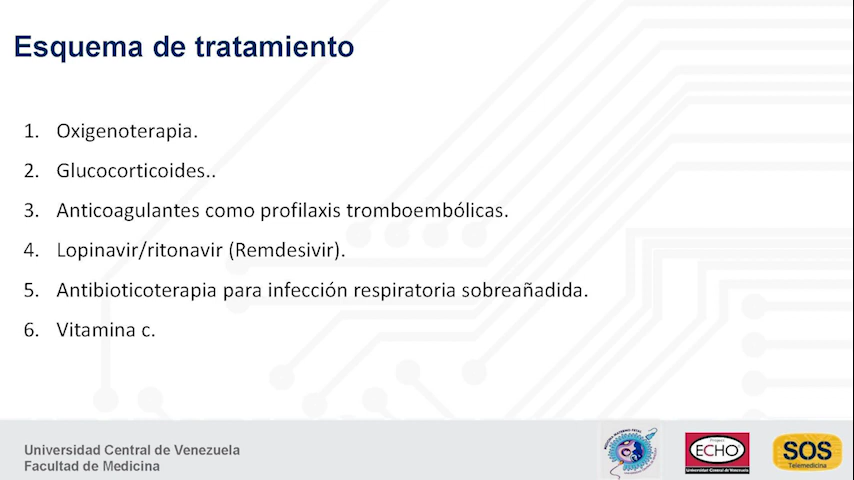 Esquema de tratamiento
1. Oxigenoterapia.
2. Glucocorticoides..
3. Anticoagulantes como profilaxis tromboembólicas.
4. Lopinavir/ritonavir (Remdesivir).
5. Antibioticoterapia para infección respiratoria sobreañadida.
6. Vitamina c.
Universidad Central de Venezuela
Facultad de Medicina
Project
ECHO
Universidad Central de Venezuela
SOS
Telemedicina